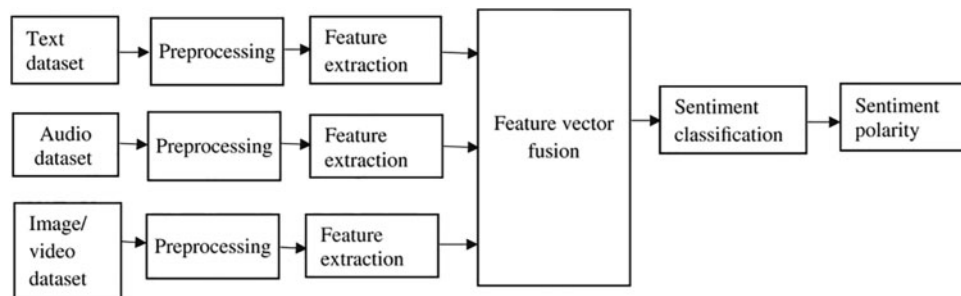 Text
dataset
Preprocessing
Feature
extraction
Audio
dataset
Preprocessing
Feature
extraction
Image/
video
dataset
Preprocessing
Feature
extraction
Feature vector
fusion
Sentiment
classification
Sentiment
polarity